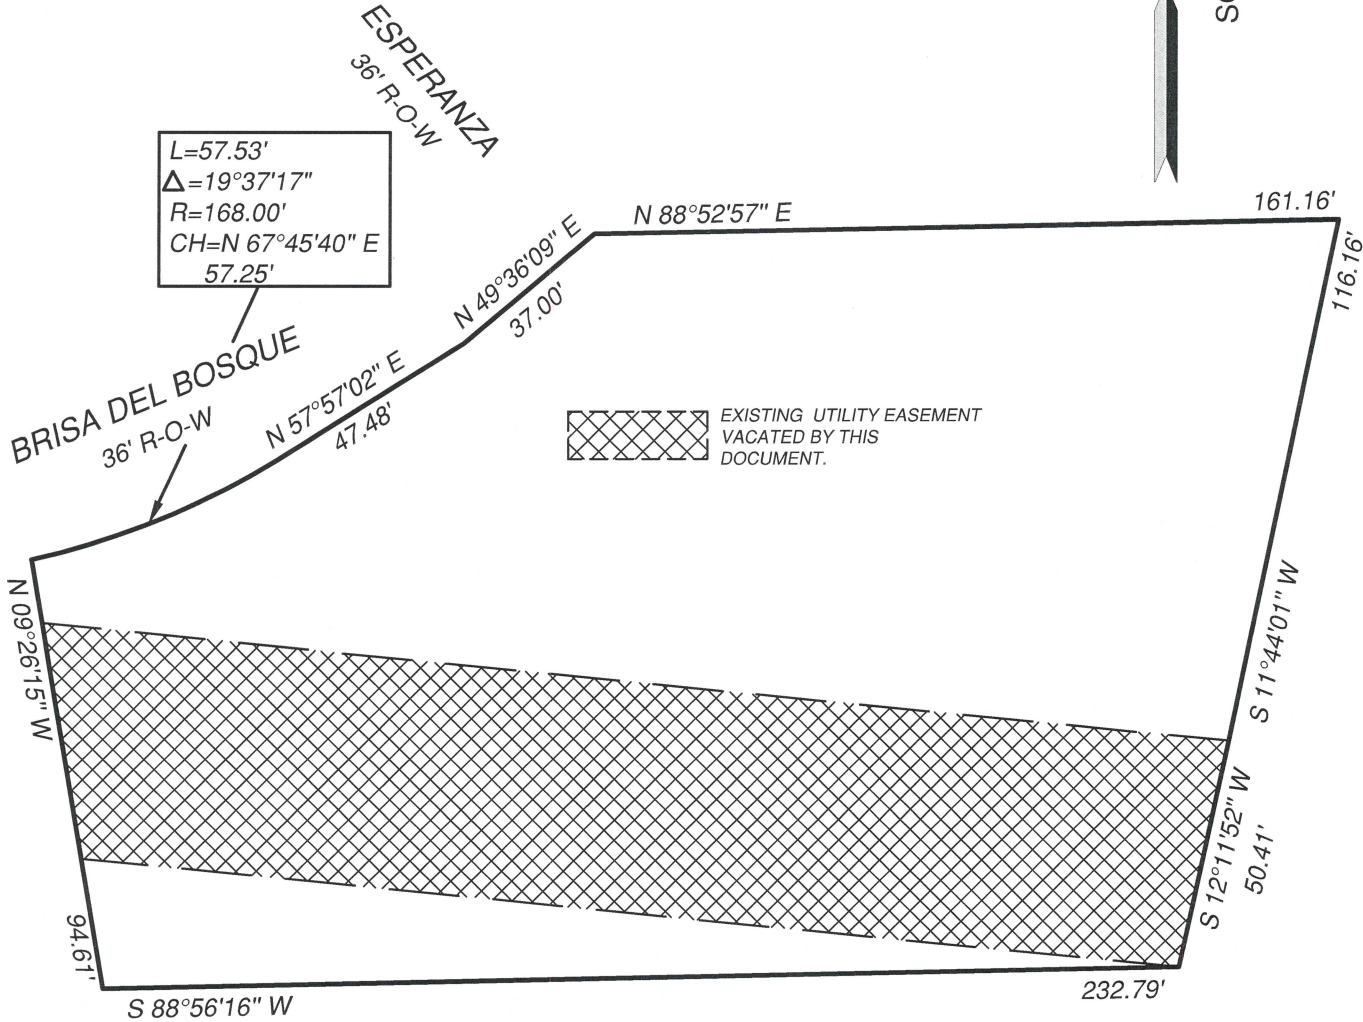 ESPERANZA
36' R-O-W
L=57.53'
Δ=19°37'17"
R=168.00'
CH=N 67°45'40" E
57.25'
BRISA DEL BOSQUE
36' R-O-W
N 57°57'02" E
47.48'
N 49°36'09" E
37.00'
N 88°52'57" E
161.16'
116.16'
S 11°44'01" W
EXISTING UTILITY EASEMENT
VACATED BY THIS
DOCUMENT.
N 09°26'15" W
94.61'
S 12°11'52" W
50.41'
S 88°56'16" W
232.79'